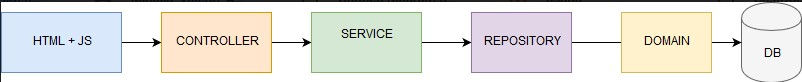 HTML + JS
CONTROLLER
SERVICE
REPOSITORY
DOMAIN
DB